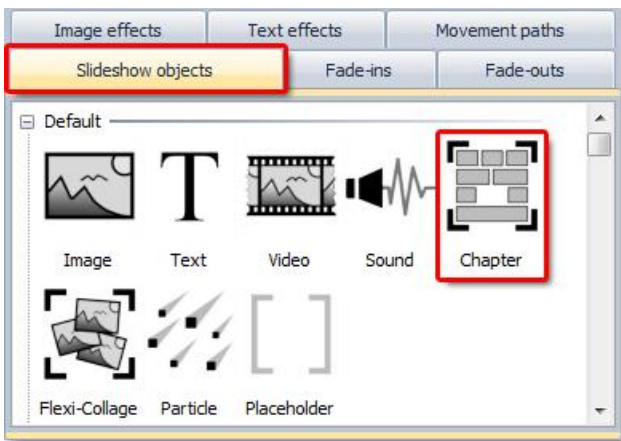 Image effects Text effects Movement paths
Slideshow objects Fade-ins Fade-outs
Default
Image Text Video Sound Chapter
Flexi-Collage Particle Placeholder